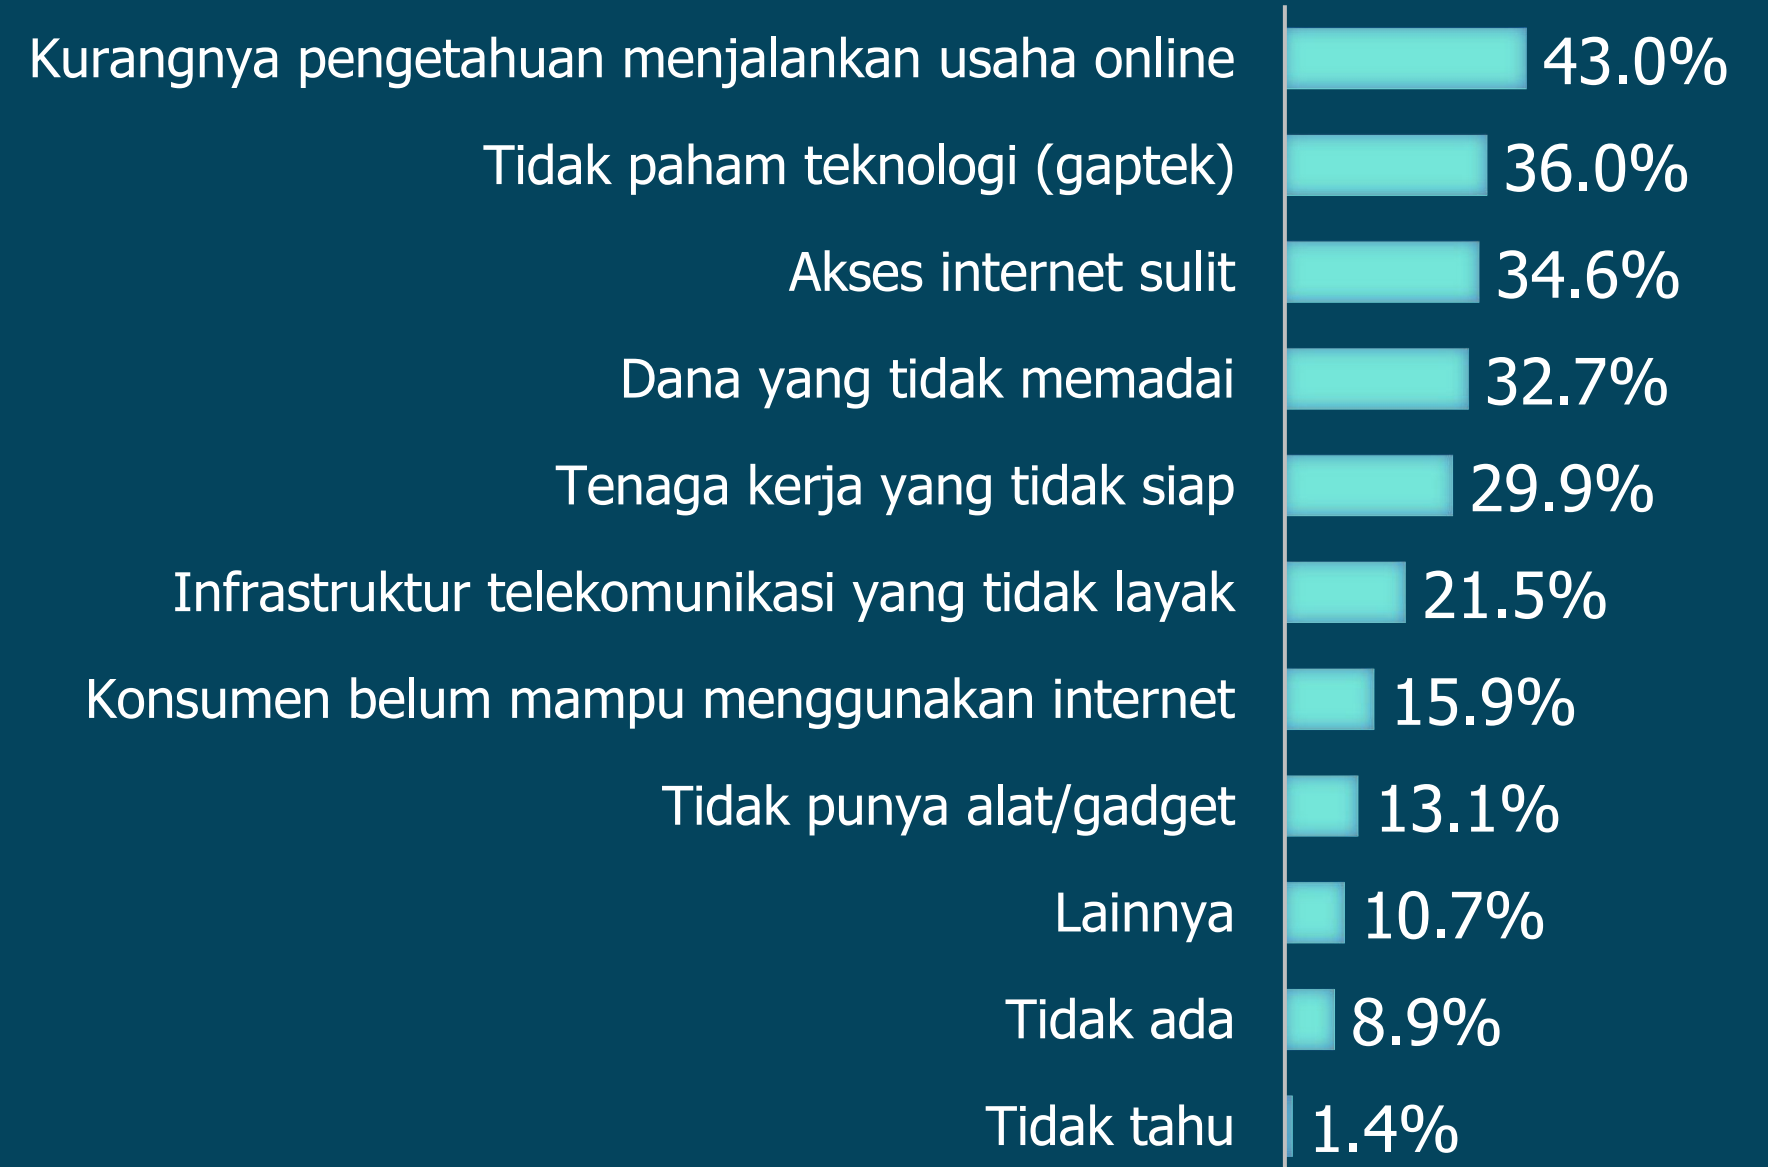 Kurangnya pengetahuan menjalankan usaha online 43.0%
Tidak paham teknologi (gaptek) 36.0%
Akses internet sulit 34.6%
Dana yang tidak memadai 32.7%
Tenaga kerja yang tidak siap 29.9%
Infrastruktur telekomunikasi yang tidak layak 21.5%
Konsumen belum mampu menggunakan internet 15.9%
Tidak punya alat/gadget 13.1%
Lainnya 10.7%
Tidak ada 8.9%
Tidak tahu 1.4%